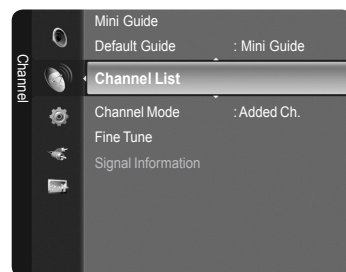 Channel
Mini Guide
Default Guide : Mini Guide
Channel List
Channel Mode : Added Ch.
Fine Tune
Signal Information